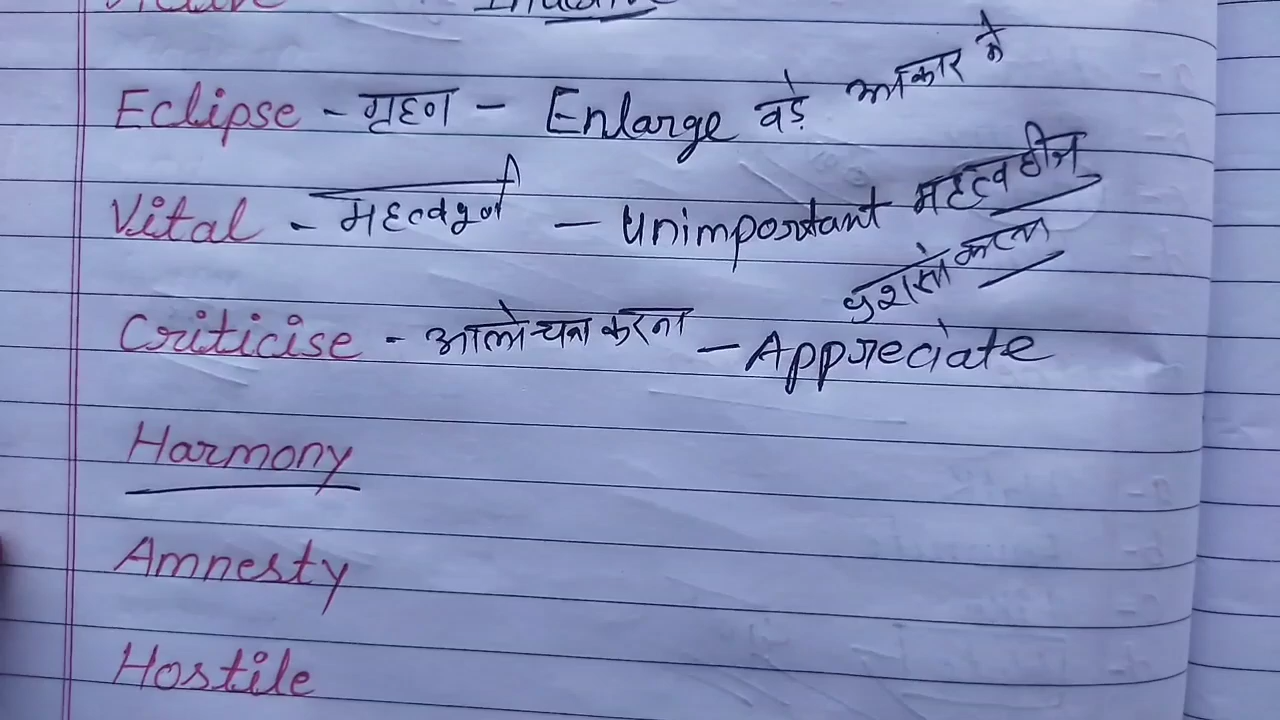 Eclipse - ग्रहण - Enlarge बड़े आकार मे
Vital - महत्वपूर्ण - Unimportant महत्वहीन
Criticise - आलोचना करना - Appreciate प्रशंसा करना
Harmony
Amnesty
Hostile